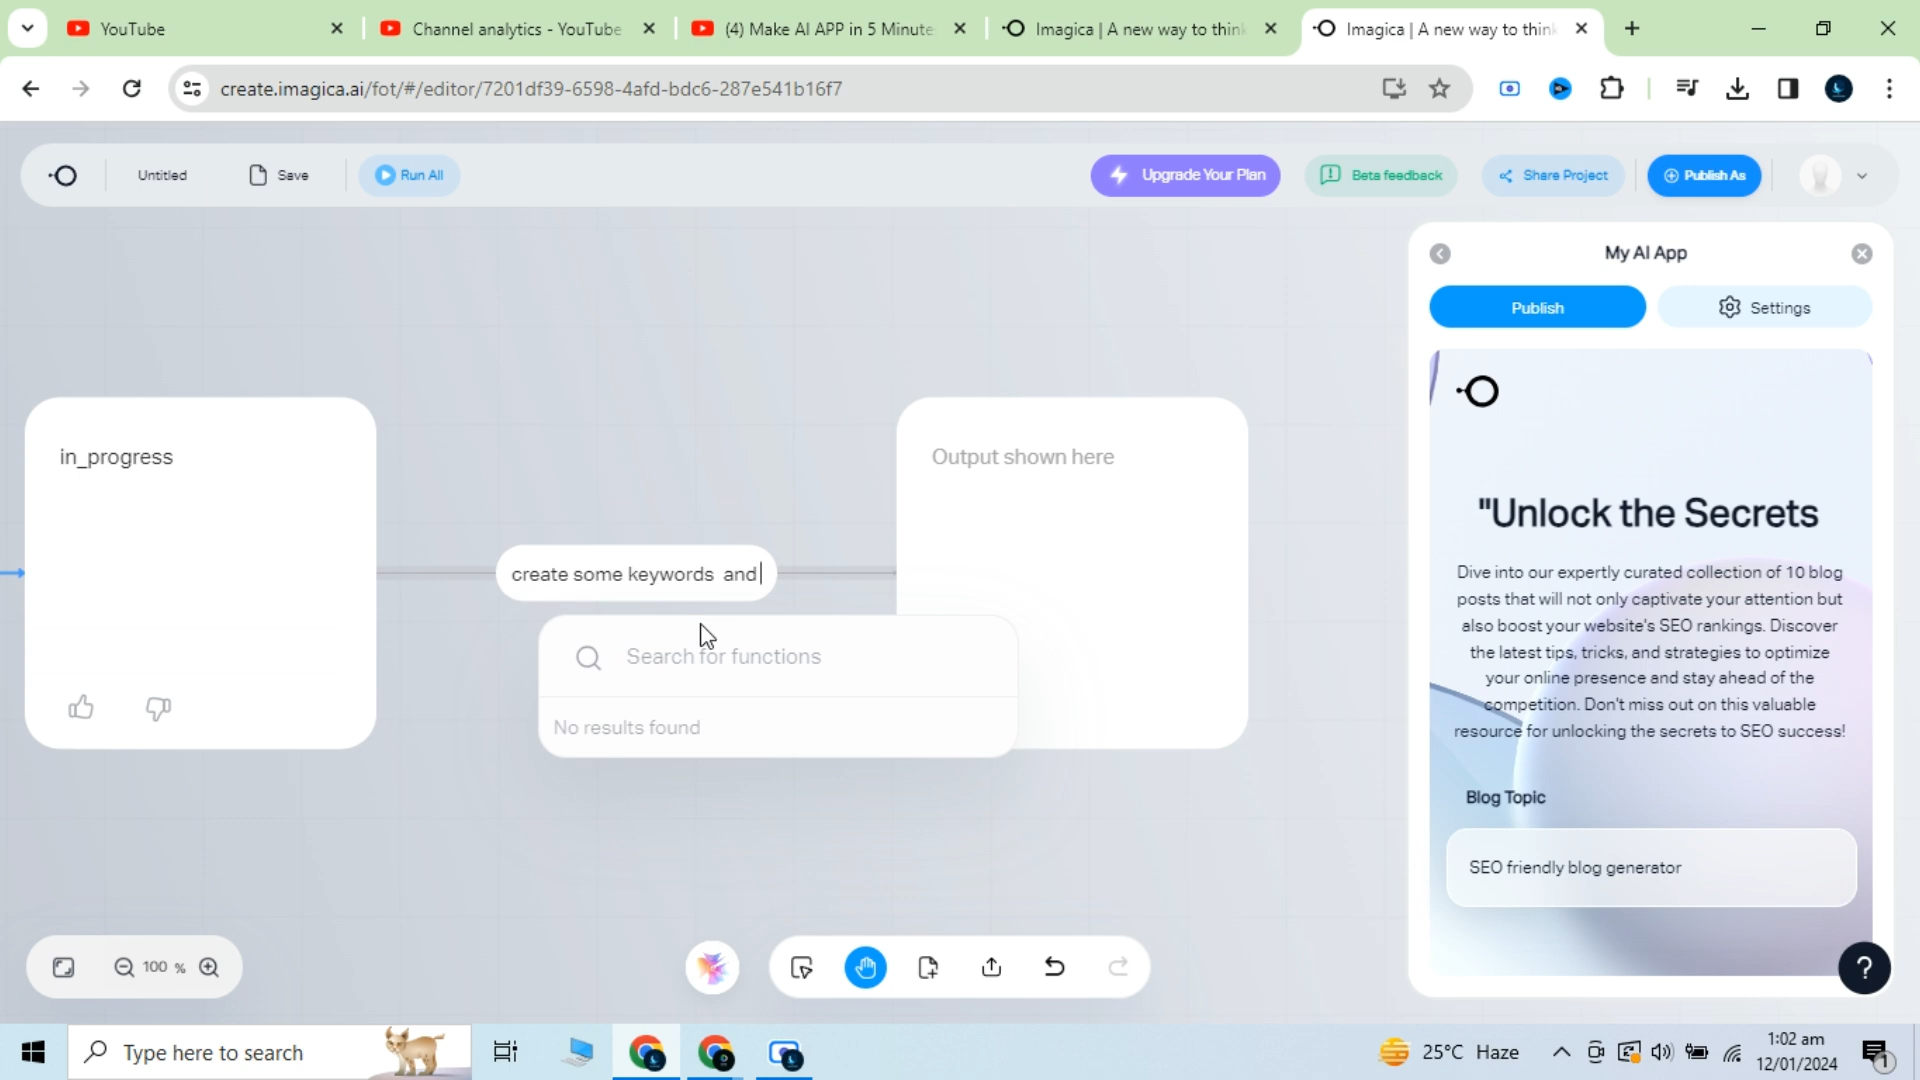 YouTube
Channel analytics - YouTube
(4) Make AI APP in 5 Minute
Imagica | A new way to think
Imagica | A new way to think
create.imagica.ai/fot/#/editor/7201df39-6598-4afd-bdc6-287e541b16f7
Untitled
Save
Run All
Upgrade Your Plan
Beta feedback
Share Project
Publish As
My AI App
Publish
Settings
in_progress
create some keywords  and
Search for functions
No results found
Output shown here
"Unlock the Secrets
Dive into our expertly curated collection of 10 blog
posts that will not only captivate your attention but
also boost your website's SEO rankings. Discover
the latest tips, tricks, and strategies to optimize
your online presence and stay ahead of the
competition. Don't miss out on this valuable
resource for unlocking the secrets to SEO success!
Blog Topic
SEO friendly blog generator
100 %
?
Type here to search
25°C Haze
1:02 am
12/01/2024
1